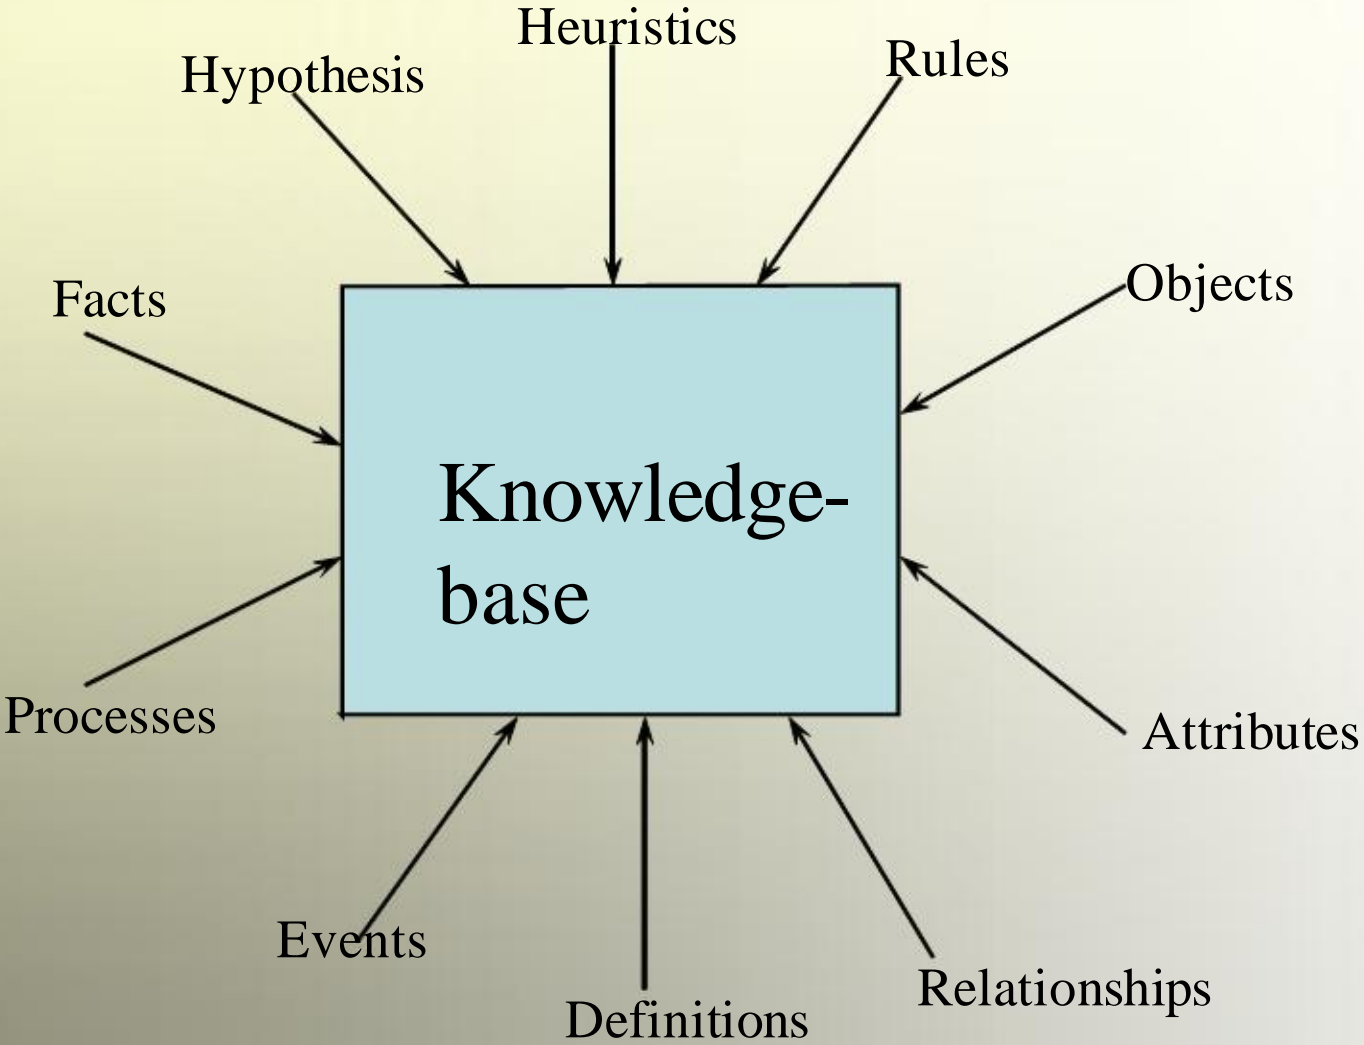 Heuristics
Rules
Hypothesis
Objects
Facts
Knowledge-
base
Processes
Attributes
Events
Relationships
Definitions